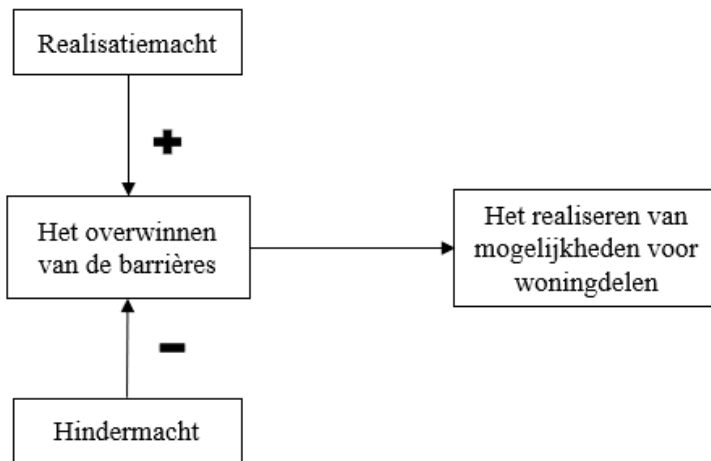 Realisatiemacht
+
Het overwinnen
van de barrières
Het realiseren van
mogelijkheden voor
woningdelen
-
Hindermacht